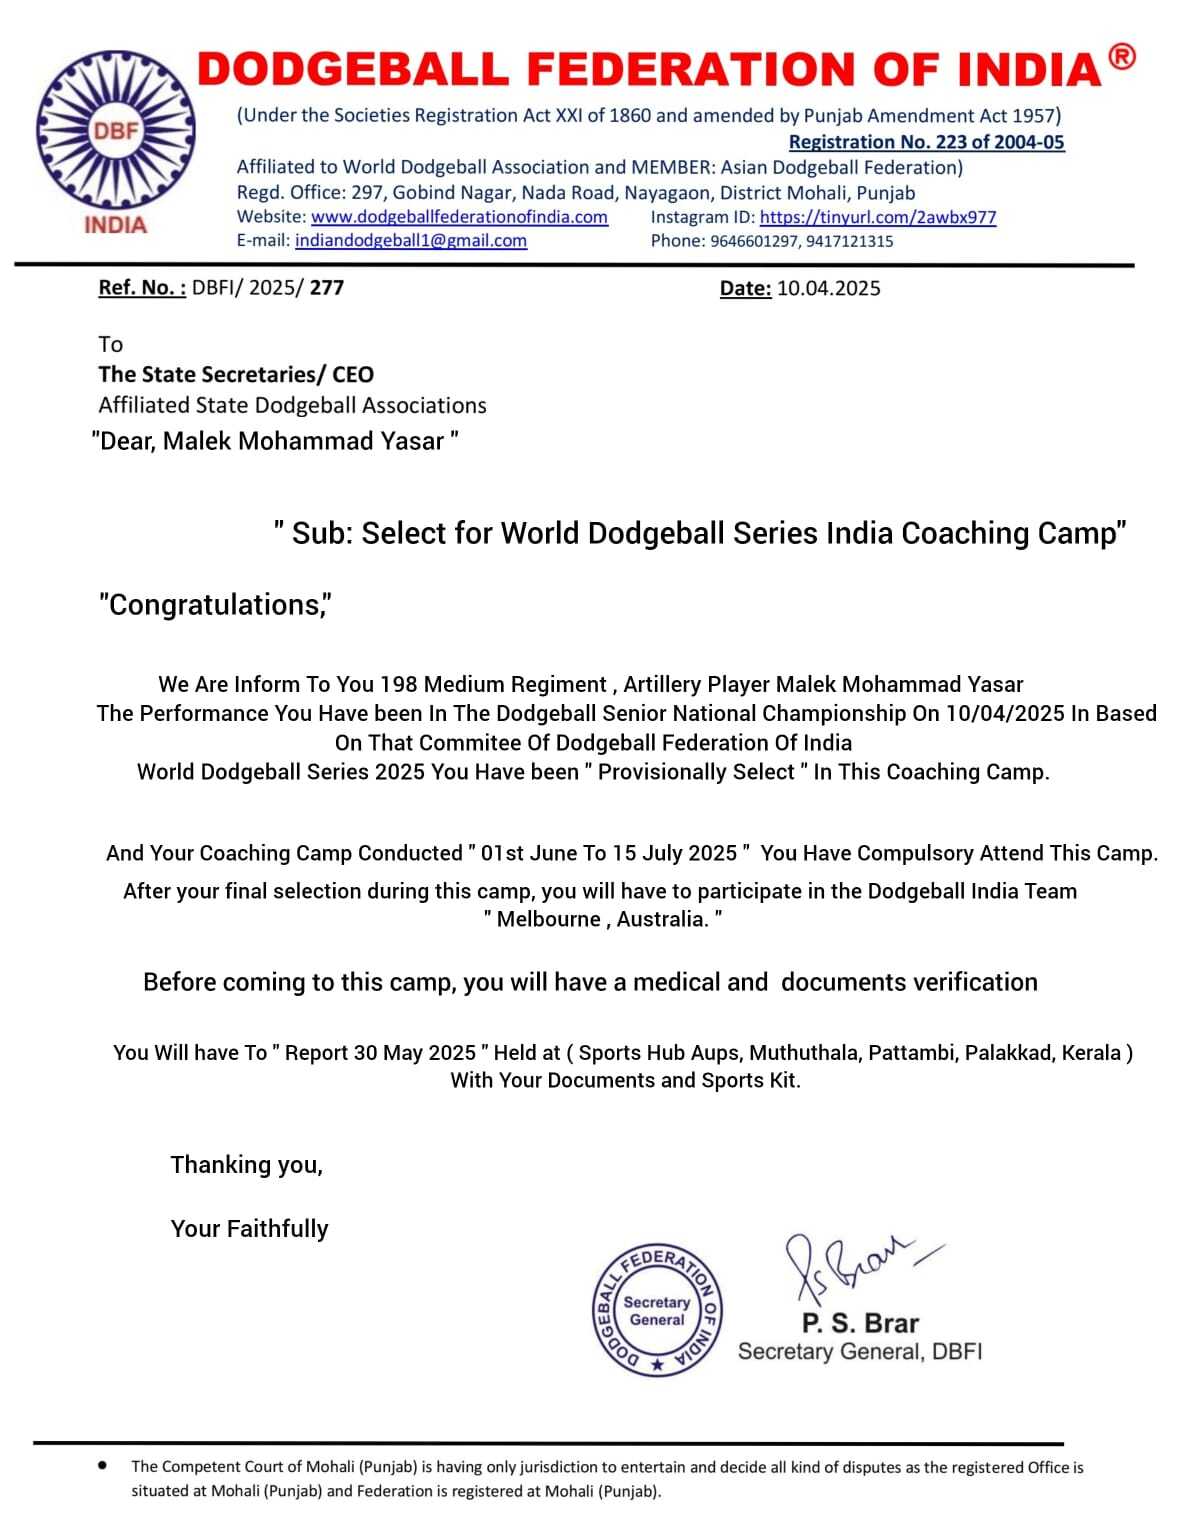 DODGEBALL FEDERATION OF INDIA®
(Under the Societies Registration Act XXI of 1860 and amended by Punjab Amendment Act 1957)
Registration No. 223 of 2004-05
Affiliated to World Dodgeball Association and MEMBER: Asian Dodgeball Federation)
Regd. Office: 297, Gobind Nagar, Nada Road, Nayagaon, District Mohali, Punjab
Website: www.dodgeballfederationofindia.com Instagram ID: https://tinyurl.com/2awbx977
E-mail: indiandodgeball1@gmail.com Phone: 9646601297, 9417121315
DBF
INDIA
Ref. No. : DBFI/ 2025/ 277 Date: 10.04.2025
To
The State Secretaries/ CEO
Affiliated State Dodgeball Associations
"Dear, Malek Mohammad Yasar "
" Sub: Select for World Dodgeball Series India Coaching Camp"
"Congratulations,"
We Are Inform To You 198 Medium Regiment , Artillery Player Malek Mohammad Yasar
The Performance You Have been In The Dodgeball Senior National Championship On 10/04/2025 In Based
On That Commitee Of Dodgeball Federation Of India
World Dodgeball Series 2025 You Have been " Provisionally Select " In This Coaching Camp.
And Your Coaching Camp Conducted " 01st June To 15 July 2025 " You Have Compulsory Attend This Camp.
After your final selection during this camp, you will have to participate in the Dodgeball India Team
" Melbourne , Australia. "
Before coming to this camp, you will have a medical and documents verification
You Will have To " Report 30 May 2025 " Held at ( Sports Hub Aups, Muthuthala, Pattambi, Palakkad, Kerala )
With Your Documents and Sports Kit.
Thanking you,
Your Faithfully
DODGEBALL FEDERATION OF INDIA
Secretary
General
Ps Brar
P. S. Brar
Secretary General, DBFI
• The Competent Court of Mohali (Punjab) is having only jurisdiction to entertain and decide all kind of disputes as the registered Office is
situated at Mohali (Punjab) and Federation is registered at Mohali (Punjab).